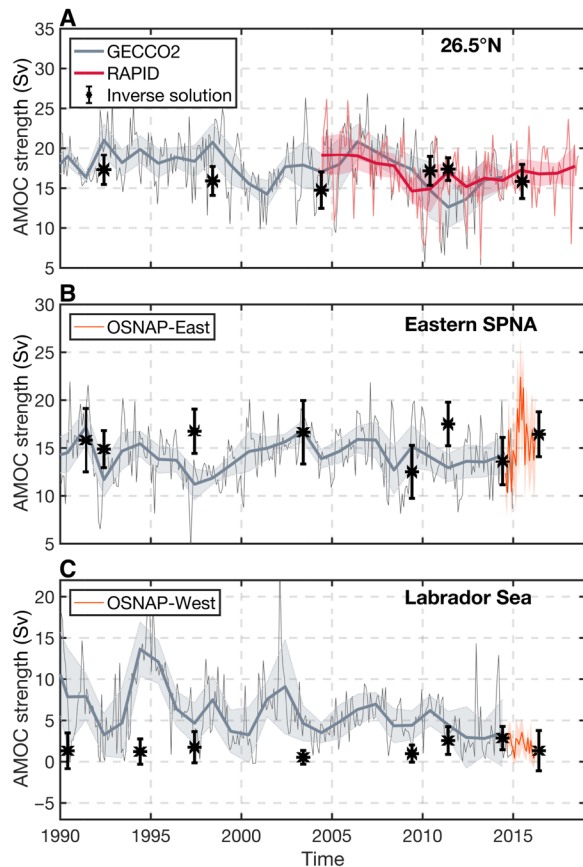 A
26.5°N
GECCO2
RAPID
Inverse solution
AMOC strength (Sv)
35
30
25
20
15
10
5
B
Eastern SPNA
OSNAP-East
AMOC strength (Sv)
30
25
20
15
10
5
C
Labrador Sea
OSNAP-West
AMOC strength (Sv)
20
15
10
5
0
-5
1990 1995 2000 2005 2010 2015
Time